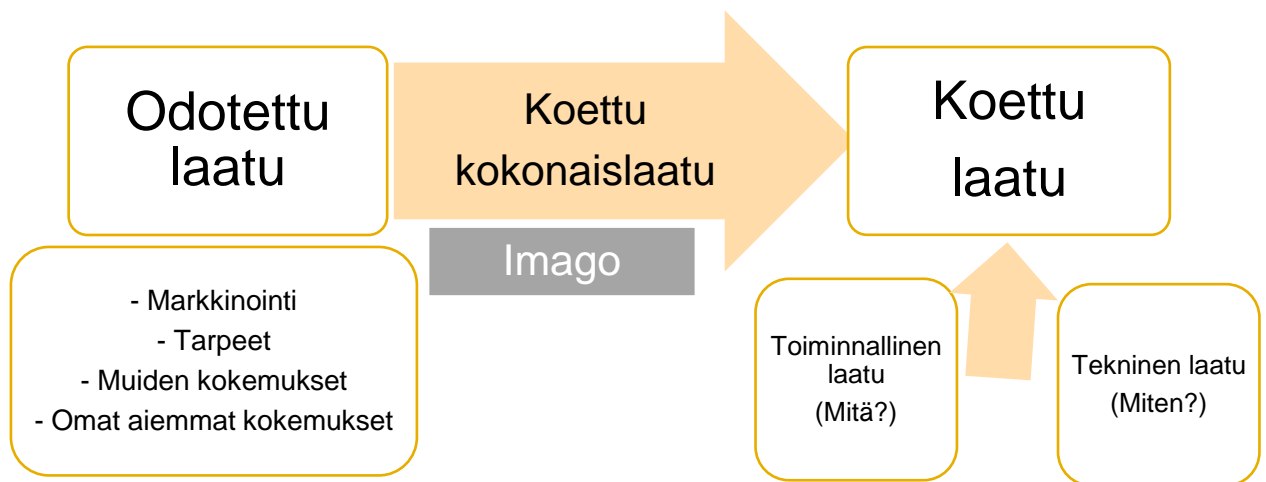 Odotettu
laatu
Koettu
kokonaislaatu
Imago
Koettu
laatu
- Markkinointi
- Tarpeet
- Muiden kokemukset
- Omat aiemmat kokemukset
Toiminnallinen
laatu
(Mitä?)
Tekninen laatu
(Miten?)